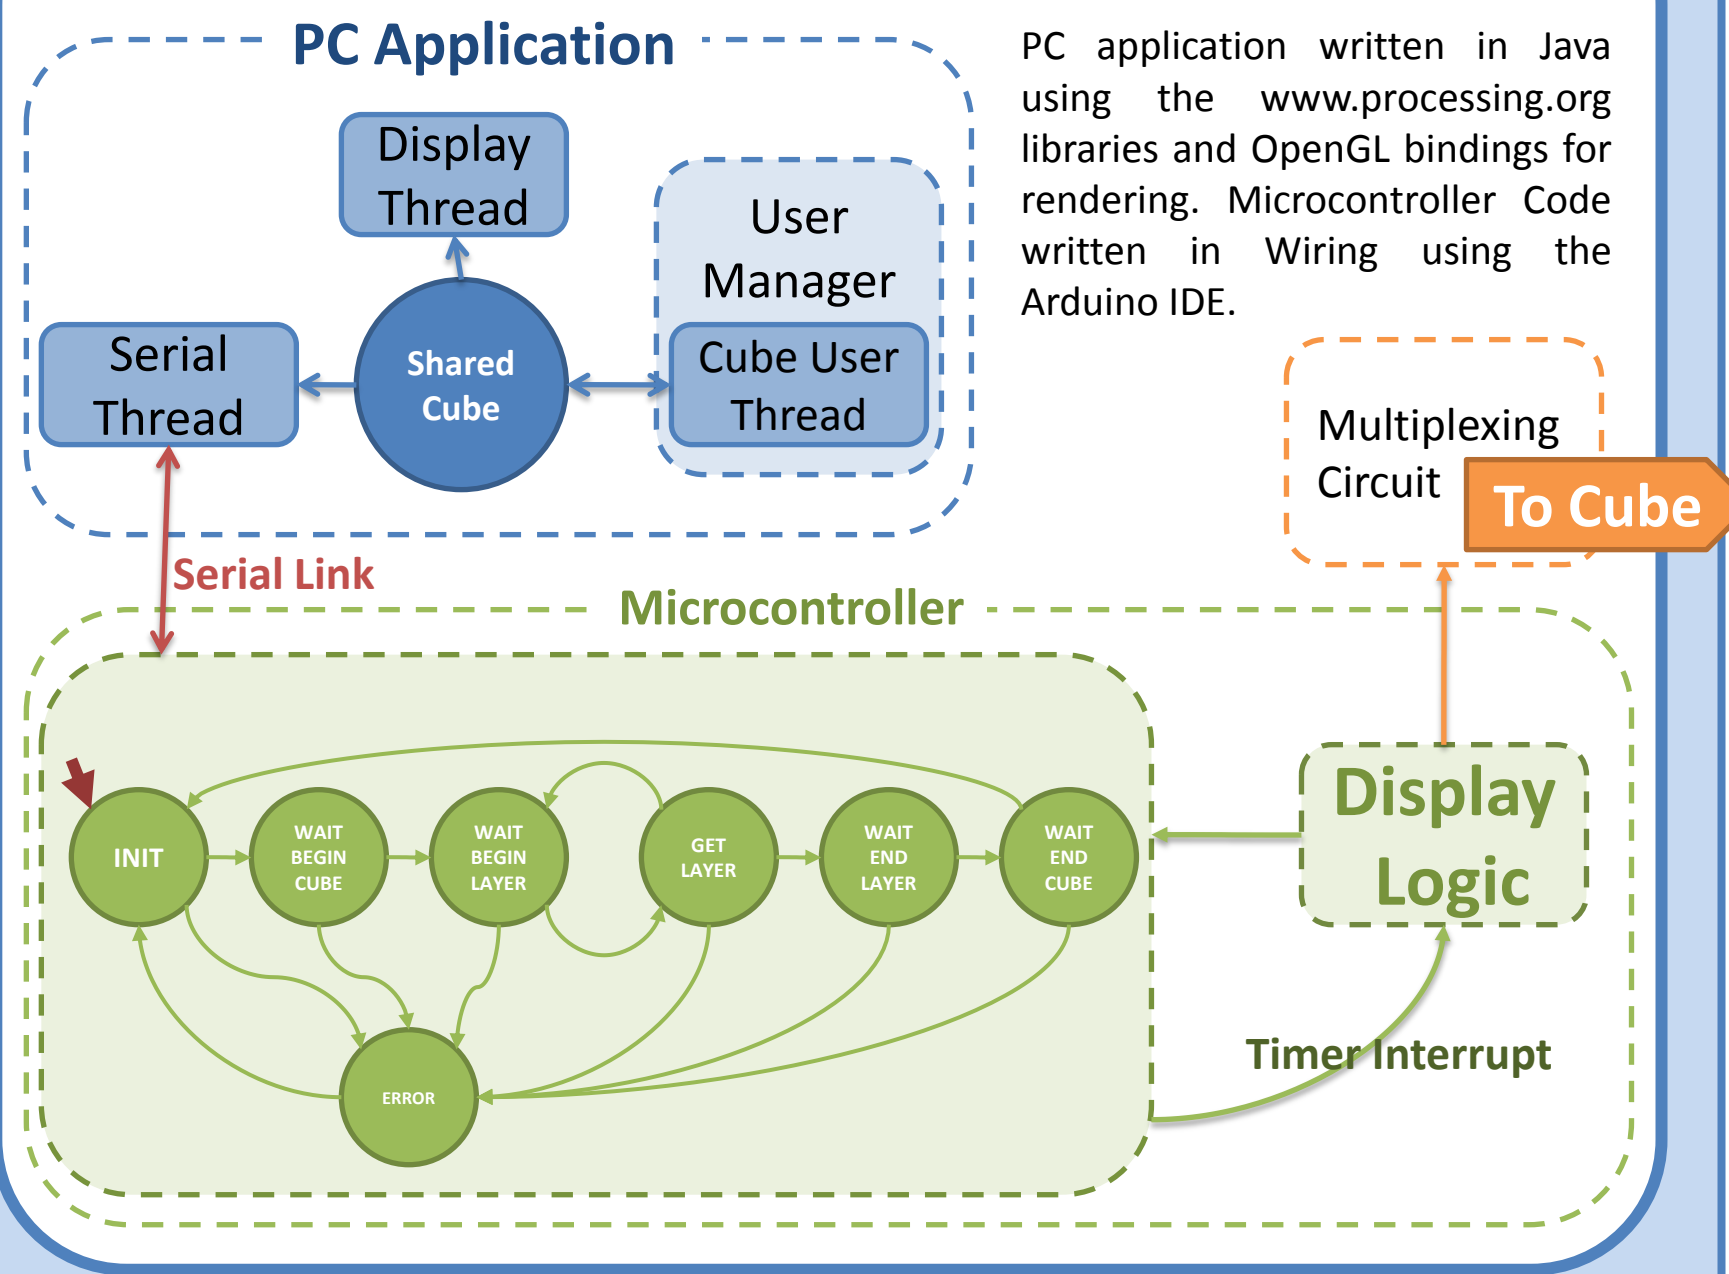 PC Application
PC application written in Java
using the www.processing.org
libraries and OpenGL bindings for
rendering. Microcontroller Code
written in Wiring using the
Arduino IDE.
Display
Thread
User
Manager
Serial
Thread
Shared
Cube
Cube User
Thread
Multiplexing
Circuit
To Cube
Serial Link
Microcontroller
INIT
WAIT
BEGIN
CUBE
WAIT
BEGIN
LAYER
GET
LAYER
WAIT
END
LAYER
WAIT
END
CUBE
ERROR
Display
Logic
Timer Interrupt